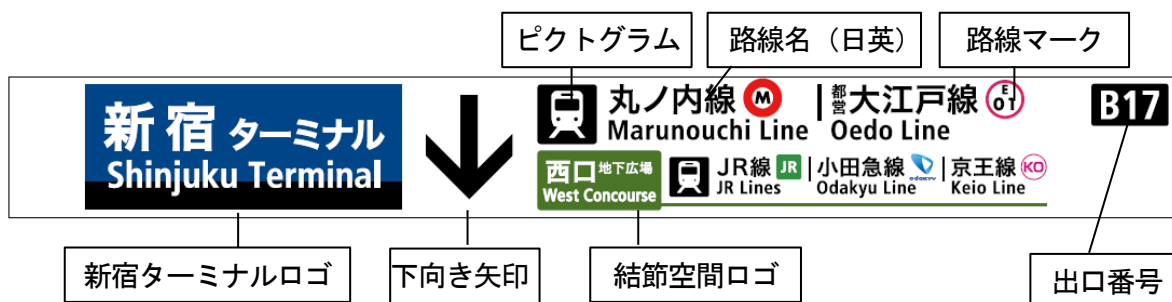 ピクトグラム 路線名（日英） 路線マーク
新宿 ターミナル
Shinjuku Terminal
丸ノ内線 M 都営大江戸線 E OT
Marunouchi Line Oedo Line
B17
西口 地下広場
West Concourse
JR線 JR 小田急線 odakyu 京王線 KO
JR Lines Odakyu Line Keio Line
新宿ターミナルロゴ 下向き矢印 結節空間ロゴ 出口番号